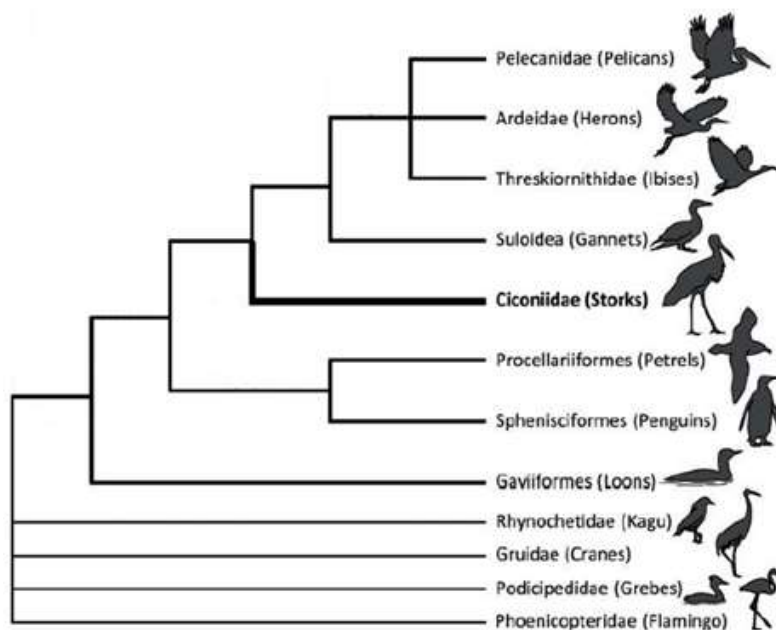 Pelecanidae (Pelicans)
Ardeidae (Herons)
Threskiornithidae (Ibises)
Suloidea (Gannets)
Ciconiidae (Storks)
Procellariiformes (Petrels)
Sphenisciformes (Penguins)
Gaviiformes (Loons)
Rhynochetidae (Kagu)
Gruidae (Cranes)
Podicipedidae (Grebes)
Phoenicopteridae (Flamingo)